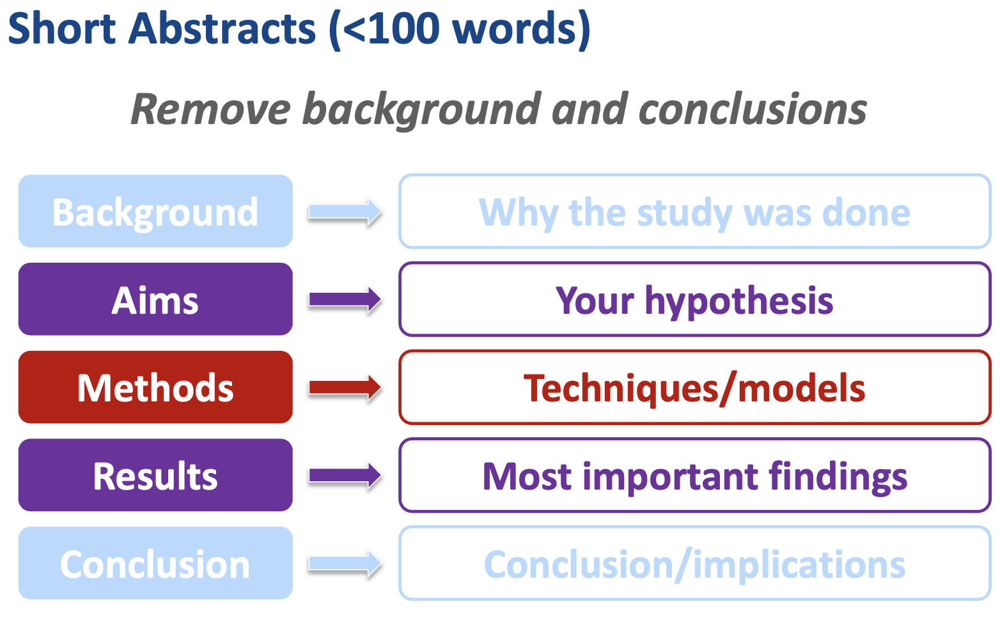 Short Abstracts (<100 words)
Remove background and conclusions
Background
Why the study was done
Aims
Your hypothesis
Methods
Techniques/models
Results
Most important findings
Conclusion
Conclusion/implications